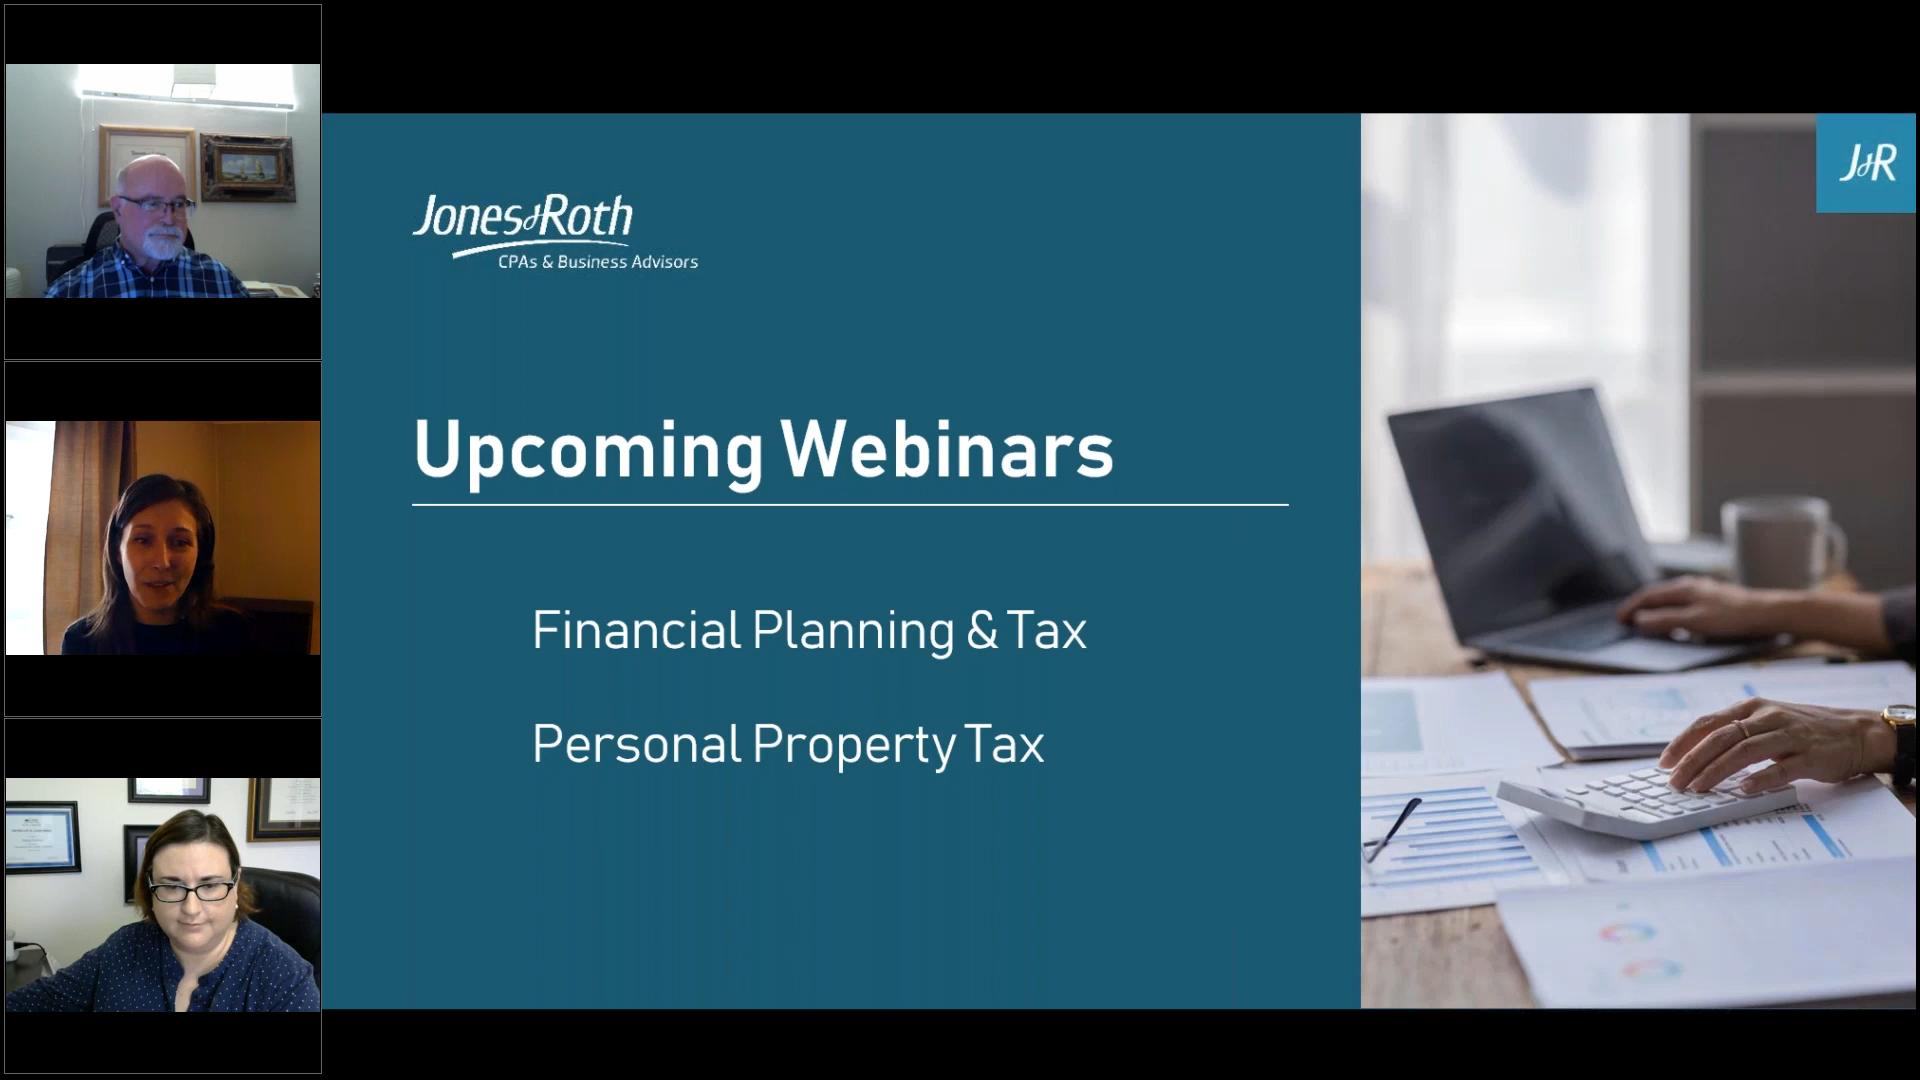 Jones & Roth
CPAs & Business Advisors
J&R
Upcoming Webinars
Financial Planning & Tax
Personal Property Tax